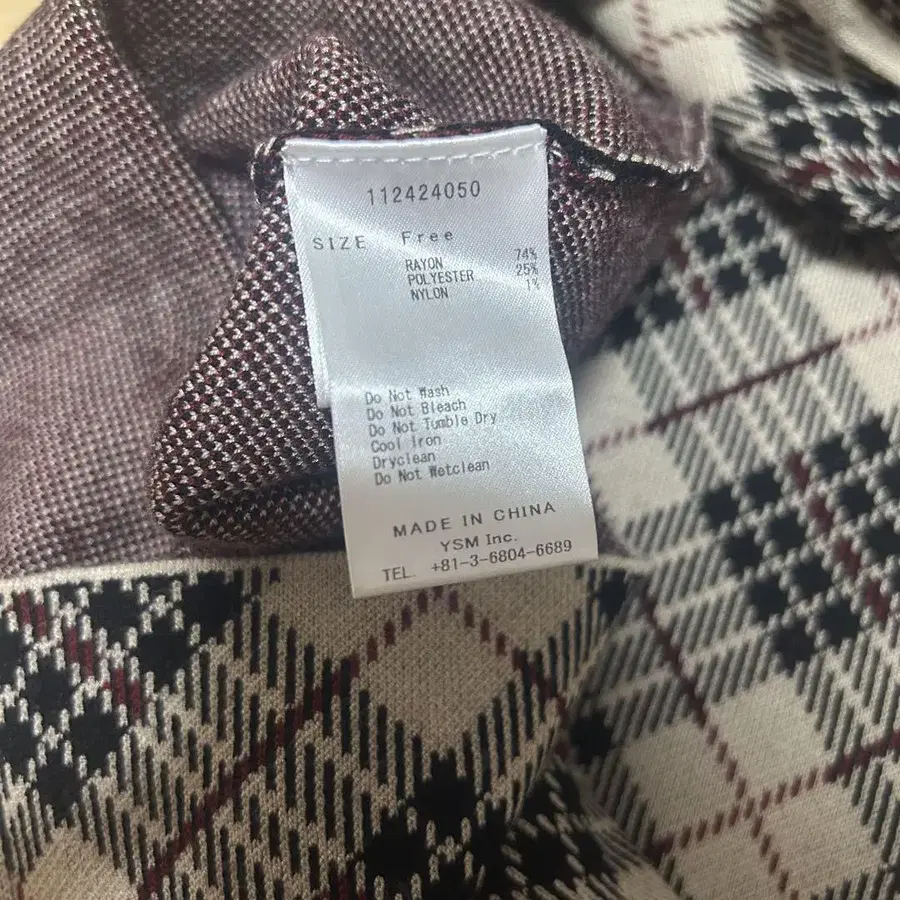 112424050
SIZE Free
RAYON 74%
POLYESTER 25%
NYLON 1%
Do Not Wash
Do Not Bleach
Do Not Tumble Dry
Cool Iron
Dryclean
Do Not Wetclean
MADE IN CHINA
YSM Inc.
TEL. +81-3-6804-6689